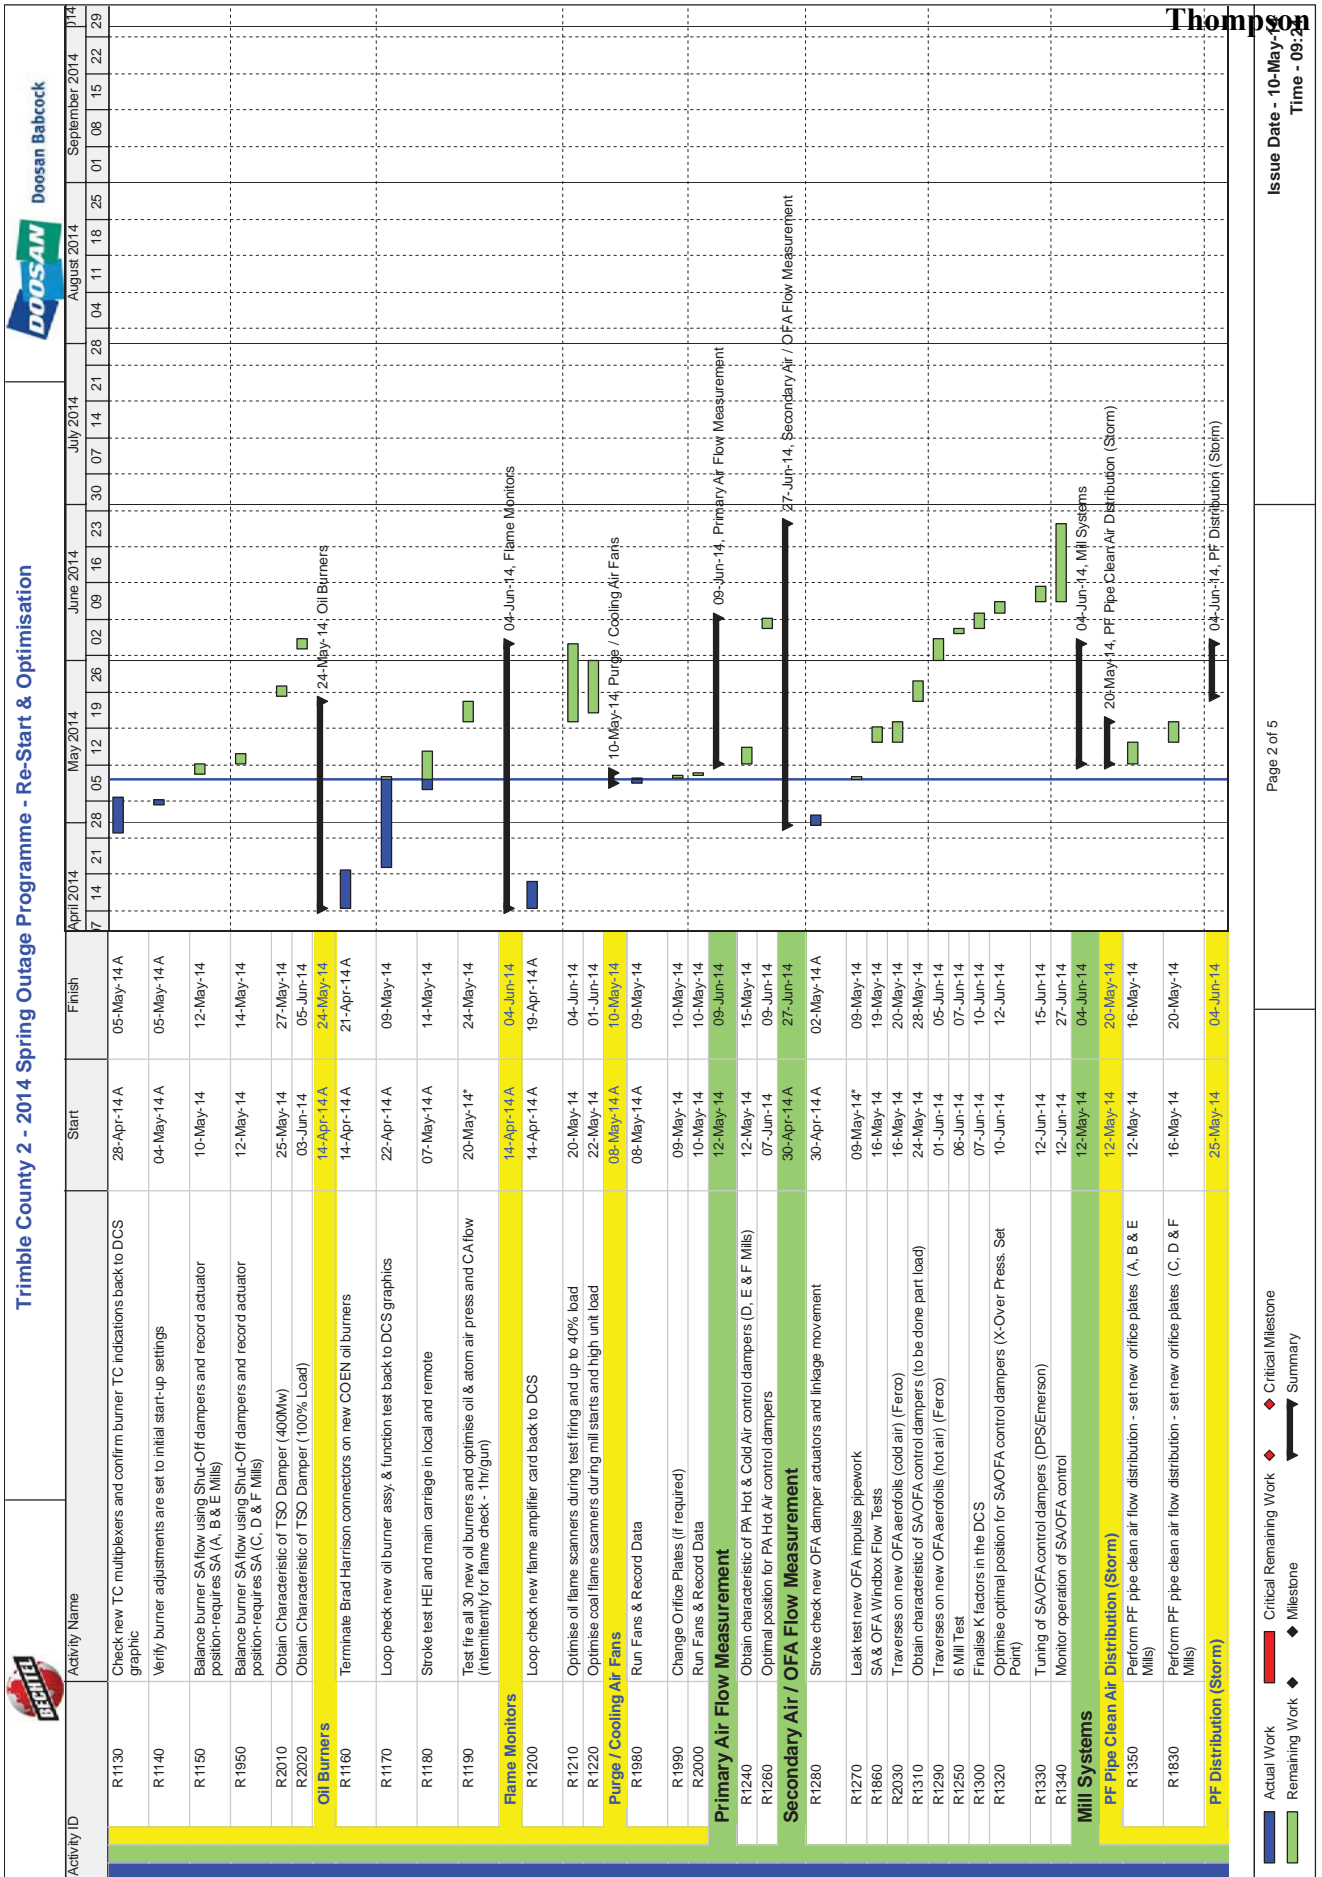 Thompson
BECHTEL
Trimble County 2 - 2014 Spring Outage Programme - Re-Start & Optimisation
DOOSAN Doosan Babcock
Activity ID Activity Name Start Finish April 2014 May 2014 June 2014 July 2014 August 2014 September 2014 014
07 14 21 28 05 12 19 26 02 09 16 23 30 07 14 21 28 04 11 18 25 01 08 15 22 29
R1130 Check new TC multiplexers and confirm burner TC indications back to DCS 28-Apr-14 A 05-May-14 A
graphic
R1140 Verify burner adjustments are set to initial start-up settings 04-May-14 A 05-May-14 A
R1150 Balance burner SA flow using Shut-Off dampers and record actuator 10-May-14 12-May-14
position-requires SA (A, B & E Mills)
R1950 Balance burner SA flow using Shut-Off dampers and record actuator 12-May-14 14-May-14
position-requires SA (C, D & F Mills)
R2010 Obtain Characteristic of TSO Damper (400Mw) 25-May-14 27-May-14
R2020 Obtain Characteristic of TSO Damper (100% Load) 03-Jun-14 05-Jun-14
Oil Burners 14-Apr-14 A 24-May-14 24-May-14, Oil Burners
R1160 Terminate Brad Harrison connectors on new COEN oil burners 14-Apr-14 A 21-Apr-14 A
R1170 Loop check new oil burner assy. & function test back to DCS graphics 22-Apr-14 A 09-May-14
R1180 Stroke test HEI and main carriage in local and remote 07-May-14 A 14-May-14
R1190 Test fire all 30 new oil burners and optimise oil & atom air press and CA flow 20-May-14* 24-May-14
(intemittently for flame check - 1hr/gun)
Flame Monitors 14-Apr-14 A 04-Jun-14 04-Jun-14, Flame Monitors
R1200 Loop check new flame amplifier card back to DCS 14-Apr-14 A 19-Apr-14 A
R1210 Optimise oil flame scanners during test firing and up to 40% load 20-May-14 04-Jun-14
R1220 Optimise coal flame scanners during mill starts and high unit load 22-May-14 01-Jun-14
Purge / Cooling Air Fans 08-May-14 A 10-May-14 10-May-14, Purge / Cooling Air Fans
R1980 Run Fans & Record Data 08-May-14 A 09-May-14
R1990 Change Orifice Plates (if required) 09-May-14 10-May-14
R2000 Run Fans & Record Data 10-May-14 10-May-14
Primary Air Flow Measurement 12-May-14 09-Jun-14 09-Jun-14, Primary Air Flow Measurement
R1240 Obtain characteristic of PA Hot & Cold Air control dampers (D, E & F Mills) 12-May-14 15-May-14
R1260 Optimal position for PA Hot Air control dampers 07-Jun-14 09-Jun-14
Secondary Air / OFA Flow Measurement 30-Apr-14 A 27-Jun-14 27-Jun-14, Secondary Air / OFA Flow Measurement
R1280 Stroke check new OFA damper actuators and linkage movement 30-Apr-14 A 02-May-14 A
R1270 Leak test new OFA impulse pipework 09-May-14* 09-May-14
R1860 SA & OFA Windbox Flow Tests 16-May-14 19-May-14
R2030 Traverses on new OFA aerofoils (cold air) (Ferco) 16-May-14 20-May-14
R1310 Obtain characteristic of SA/OFA control dampers (to be done part load) 24-May-14 28-May-14
R1290 Traverses on new OFA aerofoils (hot air) (Ferco) 01-Jun-14 05-Jun-14
R1250 6 Mill Test 06-Jun-14 07-Jun-14
R1300 Finalise K factors in the DCS 07-Jun-14 10-Jun-14
R1320 Optimise optimal position for SA/OFA control dampers (X-Over Press. Set 10-Jun-14 12-Jun-14
Point)
R1330 Tuning of SA/OFA control dampers (DPS/Emerson) 12-Jun-14 15-Jun-14
R1340 Monitor operation of SA/OFA control 12-Jun-14 27-Jun-14
Mill Systems 12-May-14 04-Jun-14 04-Jun-14, Mill Systems
PF Pipe Clean Air Distribution (Storm) 12-May-14 20-May-14 20-May-14, PF Pipe Clean Air Distribution (Storm)
R1350 Perform PF pipe clean air flow distribution - set new orifice plates (A, B & E 12-May-14 16-May-14
Mills)
R1830 Perform PF pipe clean air flow distribution - set new orifice plates (C, D & F 16-May-14 20-May-14
Mills)
PF Distribution (Storm) 25-May-14 04-Jun-14 04-Jun-14, PF Distribution (Storm)
Actual Work Critical Remaining Work Critical Milestone
Remaining Work Milestone Summary
Page 2 of 5
Issue Date - 10-May-14
Time - 09:24